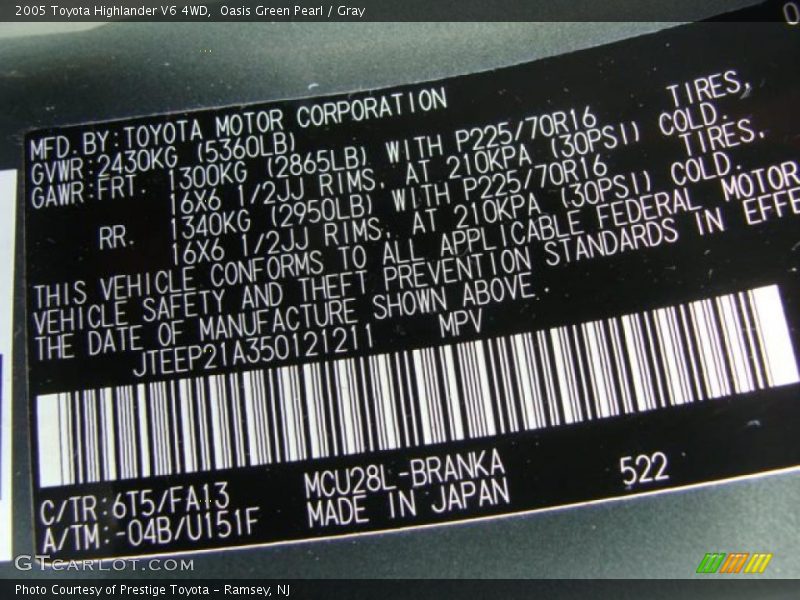 2005 Toyota Highlander V6 4WD, Oasis Green Pearl / Gray
MFD.BY:TOYOTA MOTOR CORPORATION
GVWR:2430KG (5360LB)
GAWR:FRT. 1300KG (2865LB) WITH P225/70R16 TIRES,
16X6 1/2JJ RIMS, AT 210KPA (30PSI) COLD.
RR. 1340KG (2950LB) WITH P225/70R16 TIRES,
16X6 1/2JJ RIMS, AT 210KPA (30PSI) COLD.
THIS VEHICLE CONFORMS TO ALL APPLICABLE FEDERAL MOTOR
VEHICLE SAFETY AND THEFT PREVENTION STANDARDS IN EFFE
THE DATE OF MANUFACTURE SHOWN ABOVE.
JTEEP21A350121211 MPV
C/TR:6T5/FA13 MCU28L-BRANKA 522
A/TM:-04B/U151F MADE IN JAPAN
GTCARLOT.COM
Photo Courtesy of Prestige Toyota - Ramsey, NJ